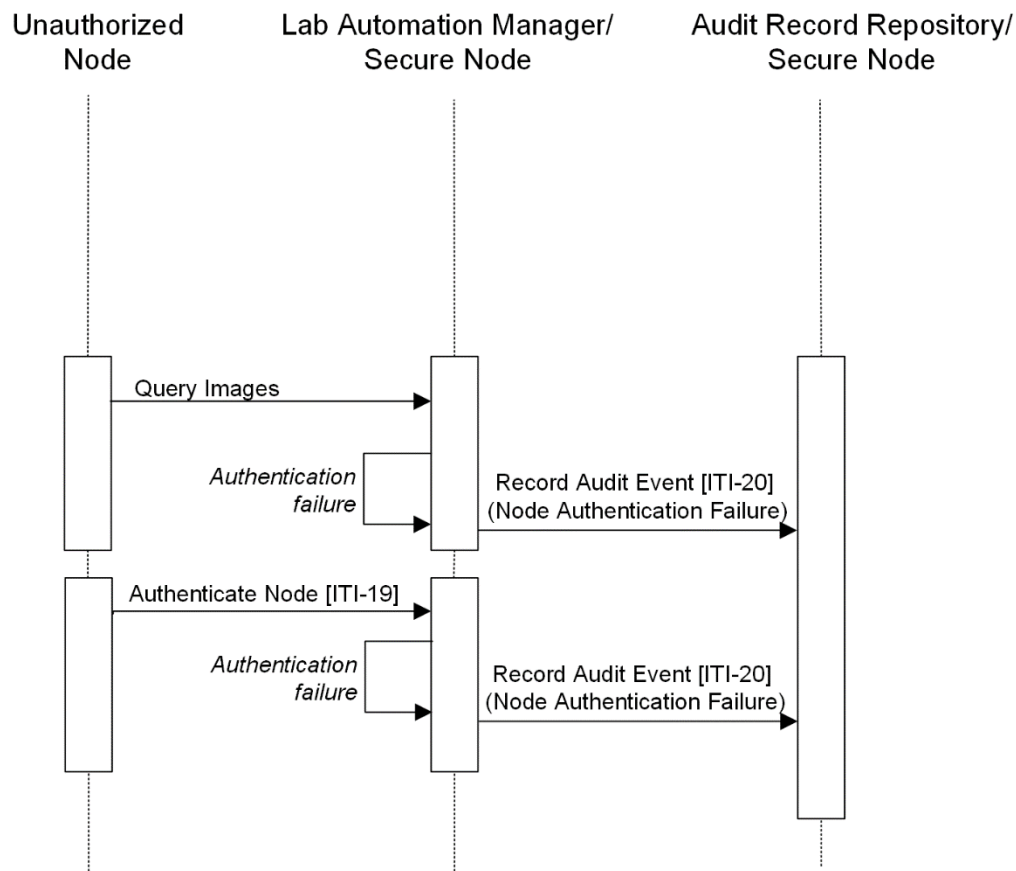 Unauthorized
Node
Lab Automation Manager/
Secure Node
Audit Record Repository/
Secure Node
Query Images
Authentication
failure
Record Audit Event [ITI-20]
(Node Authentication Failure)
Authenticate Node [ITI-19]
Authentication
failure
Record Audit Event [ITI-20]
(Node Authentication Failure)